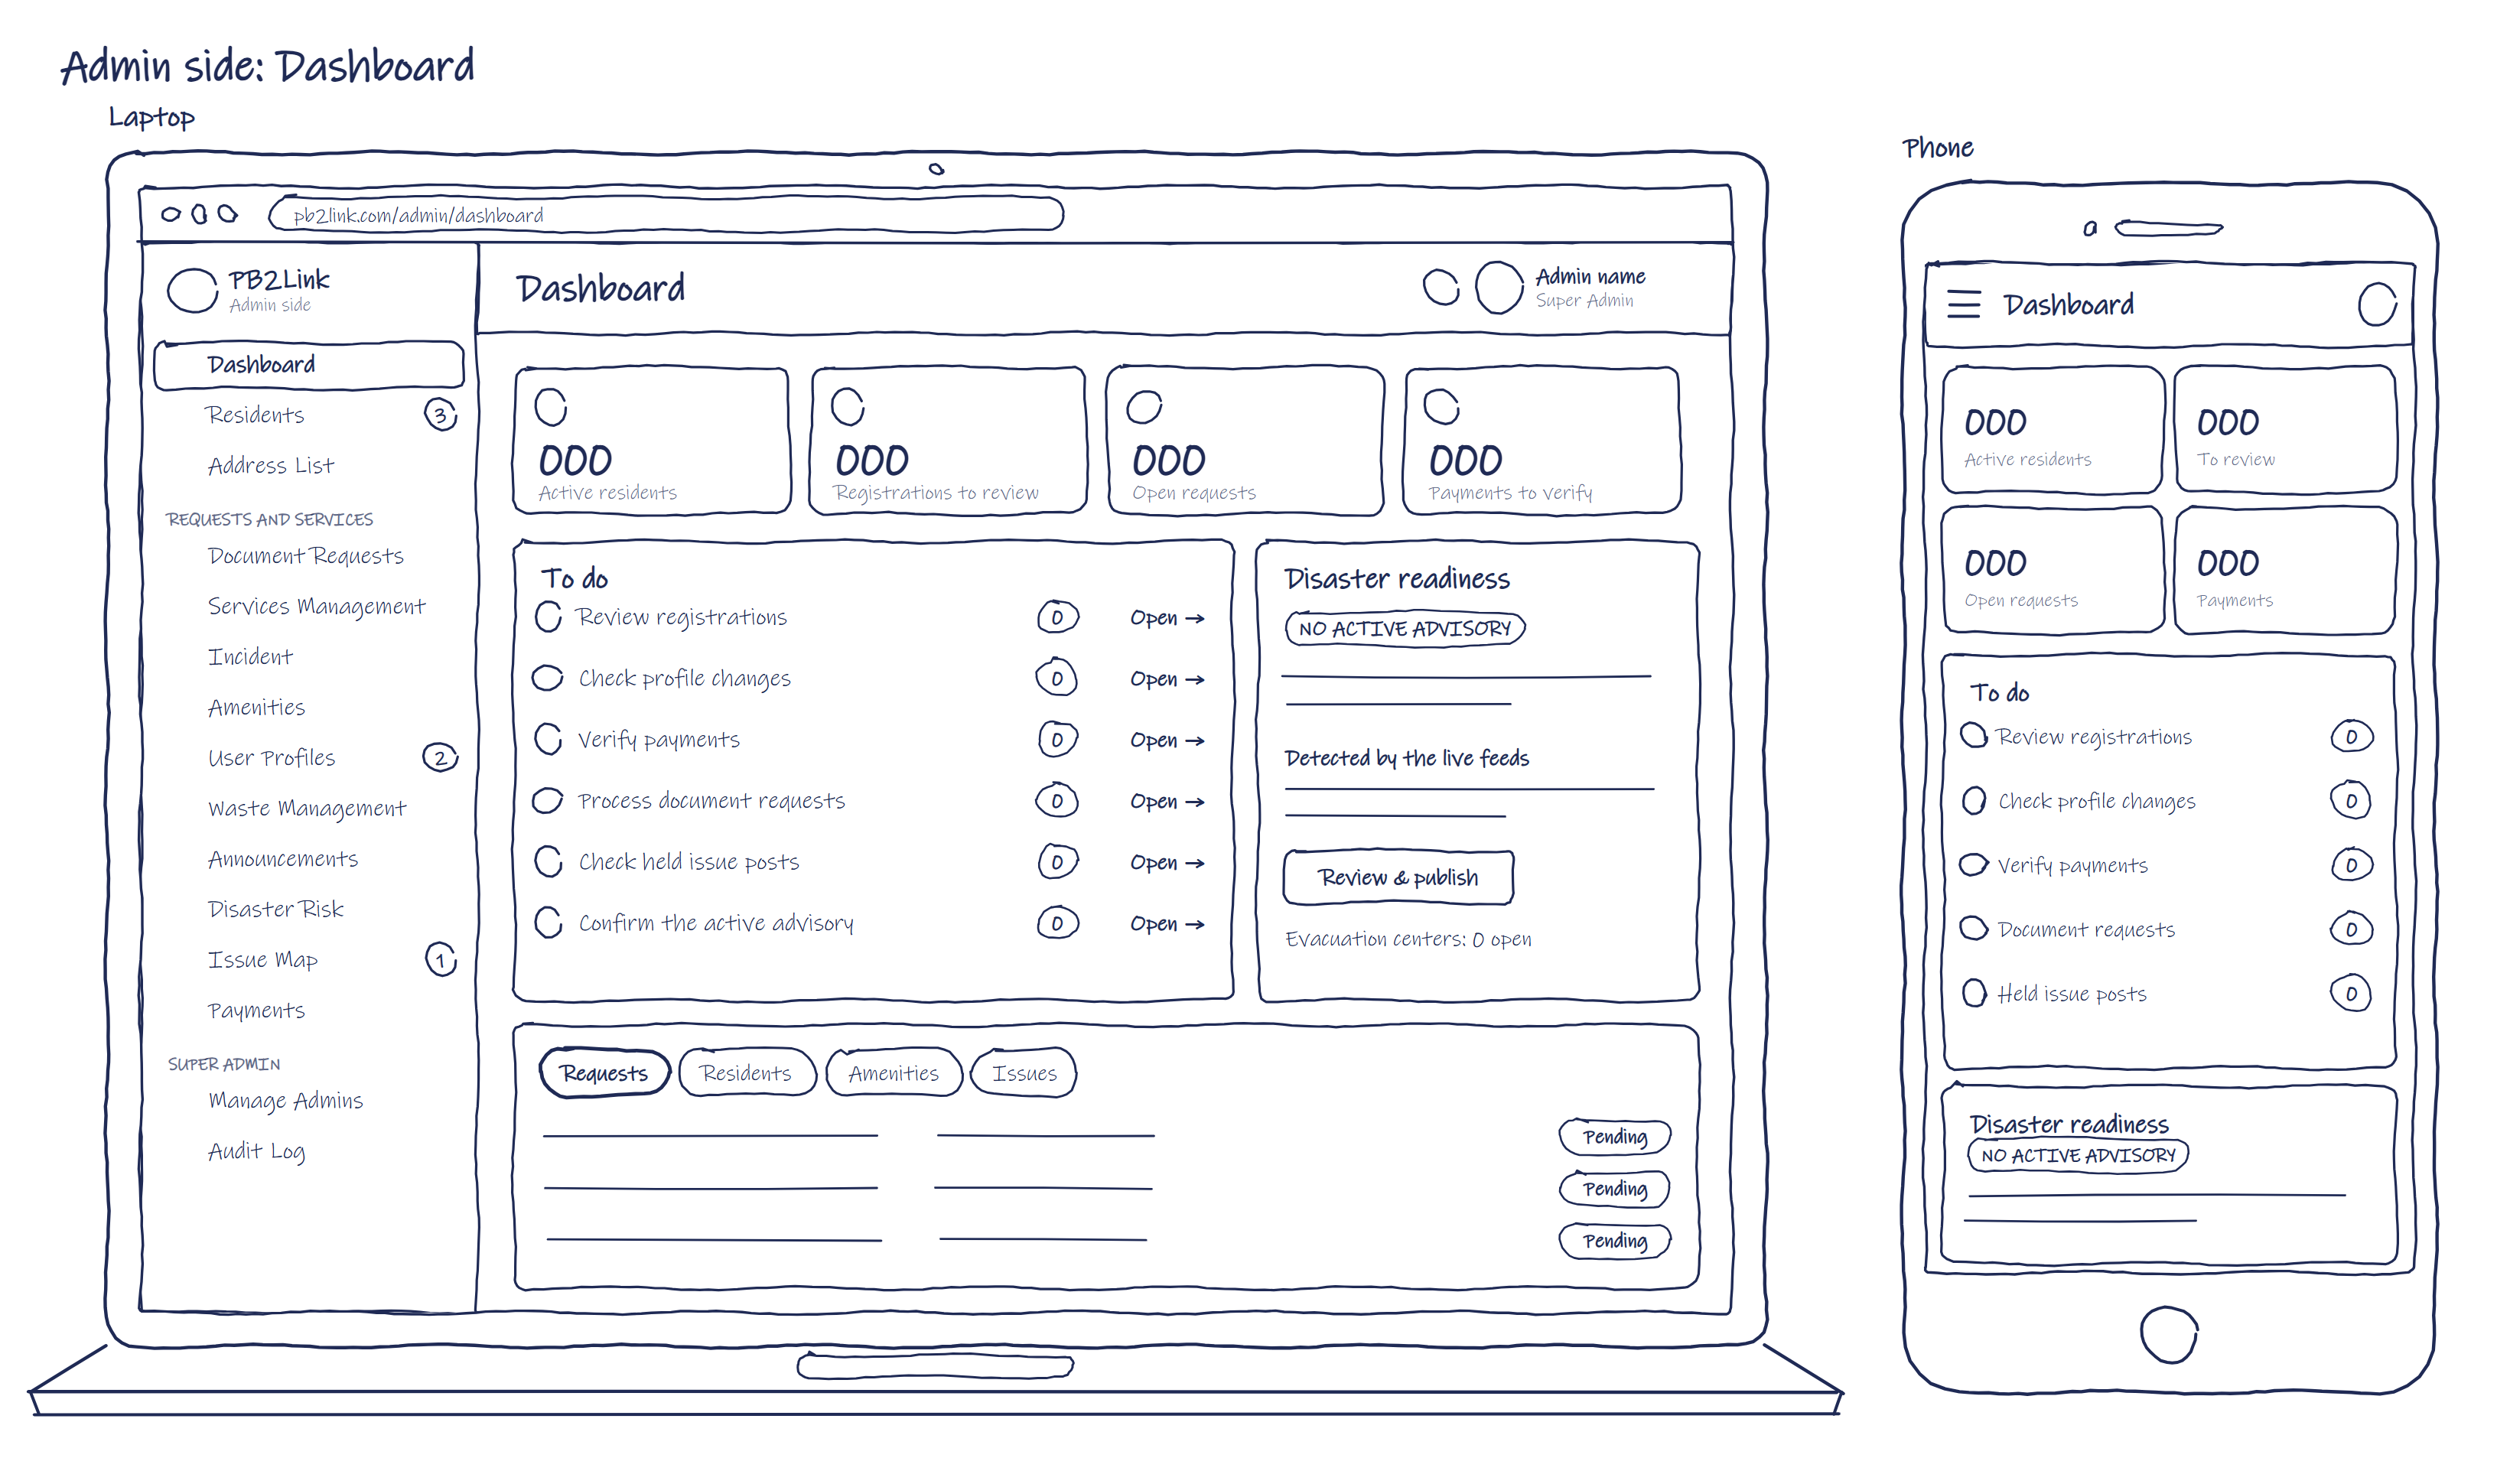 Admin side: Dashboard
Laptop
pb2link.com/admin/dashboard
PB2Link
Admin side
Dashboard
Residents 3
Address List
REQUESTS AND SERVICES
Document Requests
Services Management
Incident
Amenities
User Profiles 2
Waste Management
Announcements
Disaster Risk
Issue Map 1
Payments
SUPER ADMIN
Manage Admins
Audit Log
Dashboard
Admin name
Super Admin
000
Active residents
000
Registrations to review
000
Open requests
000
Payments to verify
To do
Review registrations 0 Open →
Check profile changes 0 Open →
Verify payments 0 Open →
Process document requests 0 Open →
Check held issue posts 0 Open →
Confirm the active advisory 0 Open →
Disaster readiness
NO ACTIVE ADVISORY
Detected by the live feeds
Review & publish
Evacuation centers: 0 open
Requests Residents Amenities Issues
Pending
Pending
Pending
Phone
Dashboard
000
Active residents
000
To review
000
Open requests
000
Payments
To do
Review registrations 0
Check profile changes 0
Verify payments 0
Document requests 0
Held issue posts 0
Disaster readiness
NO ACTIVE ADVISORY